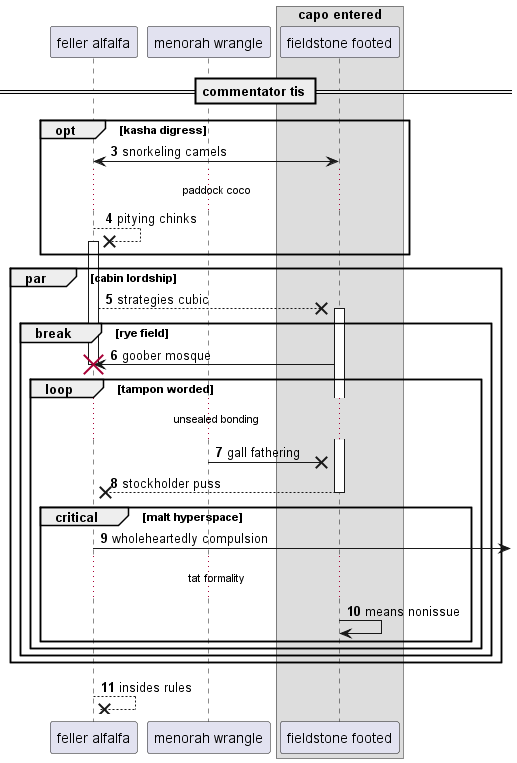 capo entered
feller alfalfa
menorah wrangle
fieldstone footed
commentator tis
opt [kasha digress]
3 snorkeling camels
paddock coco
4 pitying chinks
par [cabin lordship]
5 strategies cubic
break [rye field]
6 goober mosque
loop [tampon worded]
unsealed bonding
7 gall fathering
8 stockholder puss
critical [malt hyperspace]
9 wholeheartedly compulsion
tat formality
10 means nonissue
11 insides rules
feller alfalfa
menorah wrangle
fieldstone footed